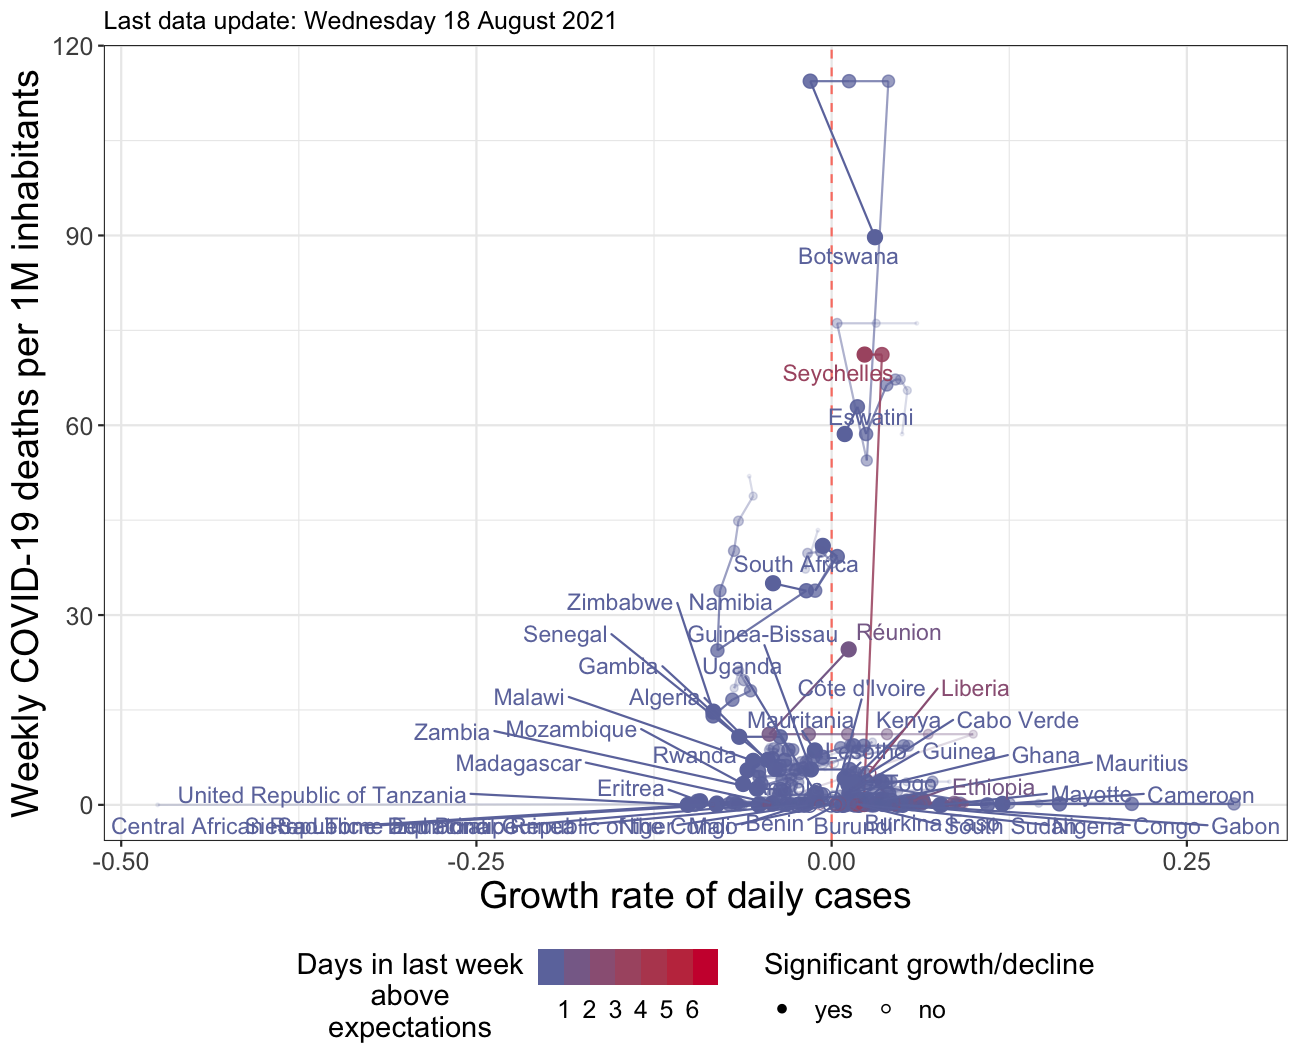 Last data update: Wednesday 18 August 2021
Weekly COVID-19 deaths per 1M inhabitants
120
90
60
30
0
Botswana
Seychelles
Eswatini
South Africa
Zimbabwe
Namibia
Senegal
Guinea-Bissau
Réunion
Gambia
Uganda
Malawi
Algeria
Côte d'Ivoire
Liberia
Zambia
Mozambique
Mauritania
Kenya
Cabo Verde
Madagascar
Rwanda
Lesotho
Guinea
Ghana
Mauritius
Eritrea
Togo
Ethiopia
United Republic of Tanzania
Mayotte
Cameroon
Central African
Benin
Burundi
Burkina Faso
South Sudan
Nigeria
Congo
Gabon
-0.50
-0.25
0.00
0.25
Growth rate of daily cases
Days in last week
above
expectations
1 2 3 4 5 6
Significant growth/decline
yes
no